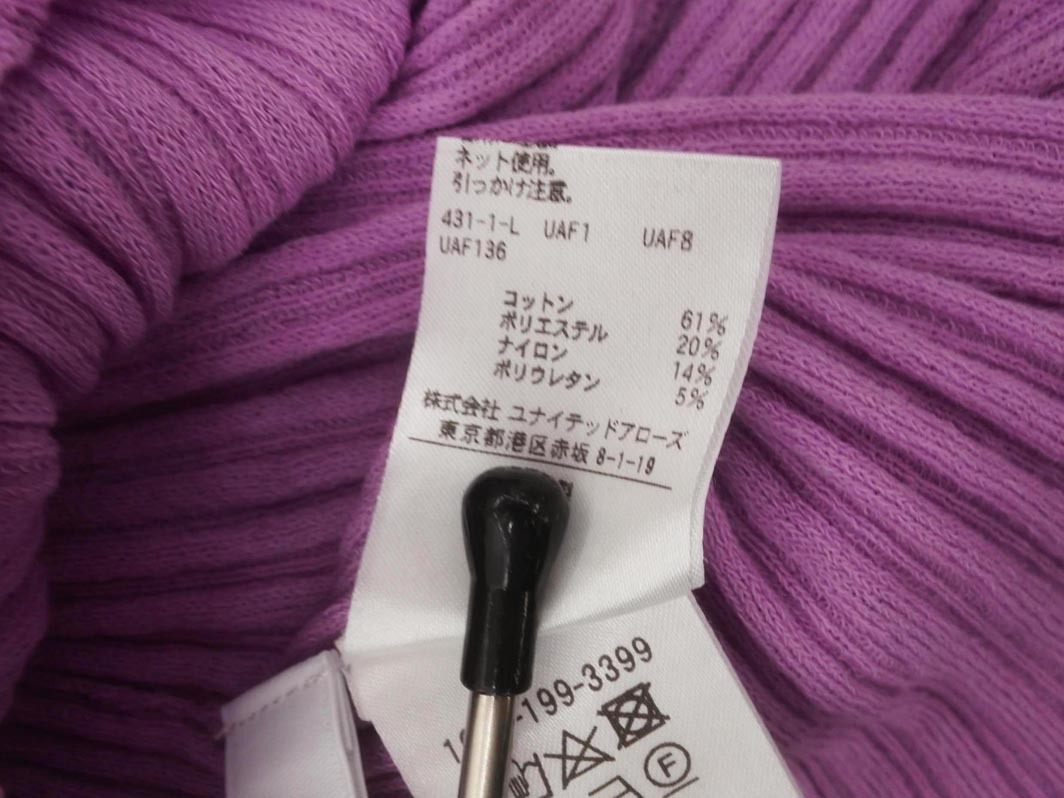 ネット使用。
引っかけ注意。
431-1-L UAF1 UAF8
UAF136
コットン 61%
ポリエステル 20%
ナイロン 14%
ポリウレタン 5%
株式会社 ユナイテッドアローズ
東京都港区赤坂 8-1-19
-199-3399
F